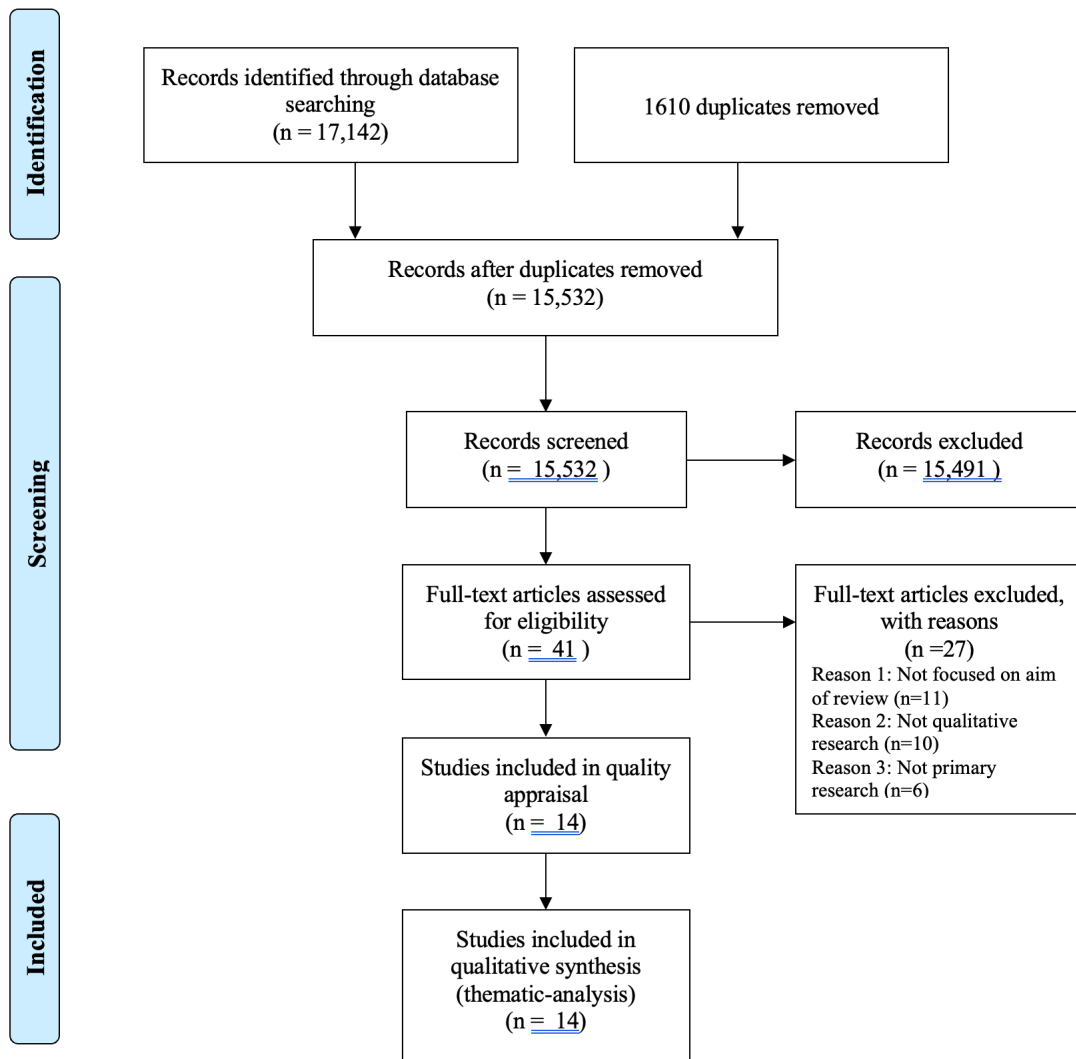 Identification
Records identified through database
searching
(n = 17,142)
1610 duplicates removed
Records after duplicates removed
(n = 15,532)
Screening
Records screened
(n = 15,532 )
Records excluded
(n = 15,491 )
Full-text articles assessed
for eligibility
(n = 41 )
Full-text articles excluded,
with reasons
(n =27)
Reason 1: Not focused on aim
of review (n=11)
Reason 2: Not qualitative
research (n=10)
Reason 3: Not primary
research (n=6)
Studies included in quality
appraisal
(n = 14)
Included
Studies included in
qualitative synthesis
(thematic-analysis)
(n = 14)